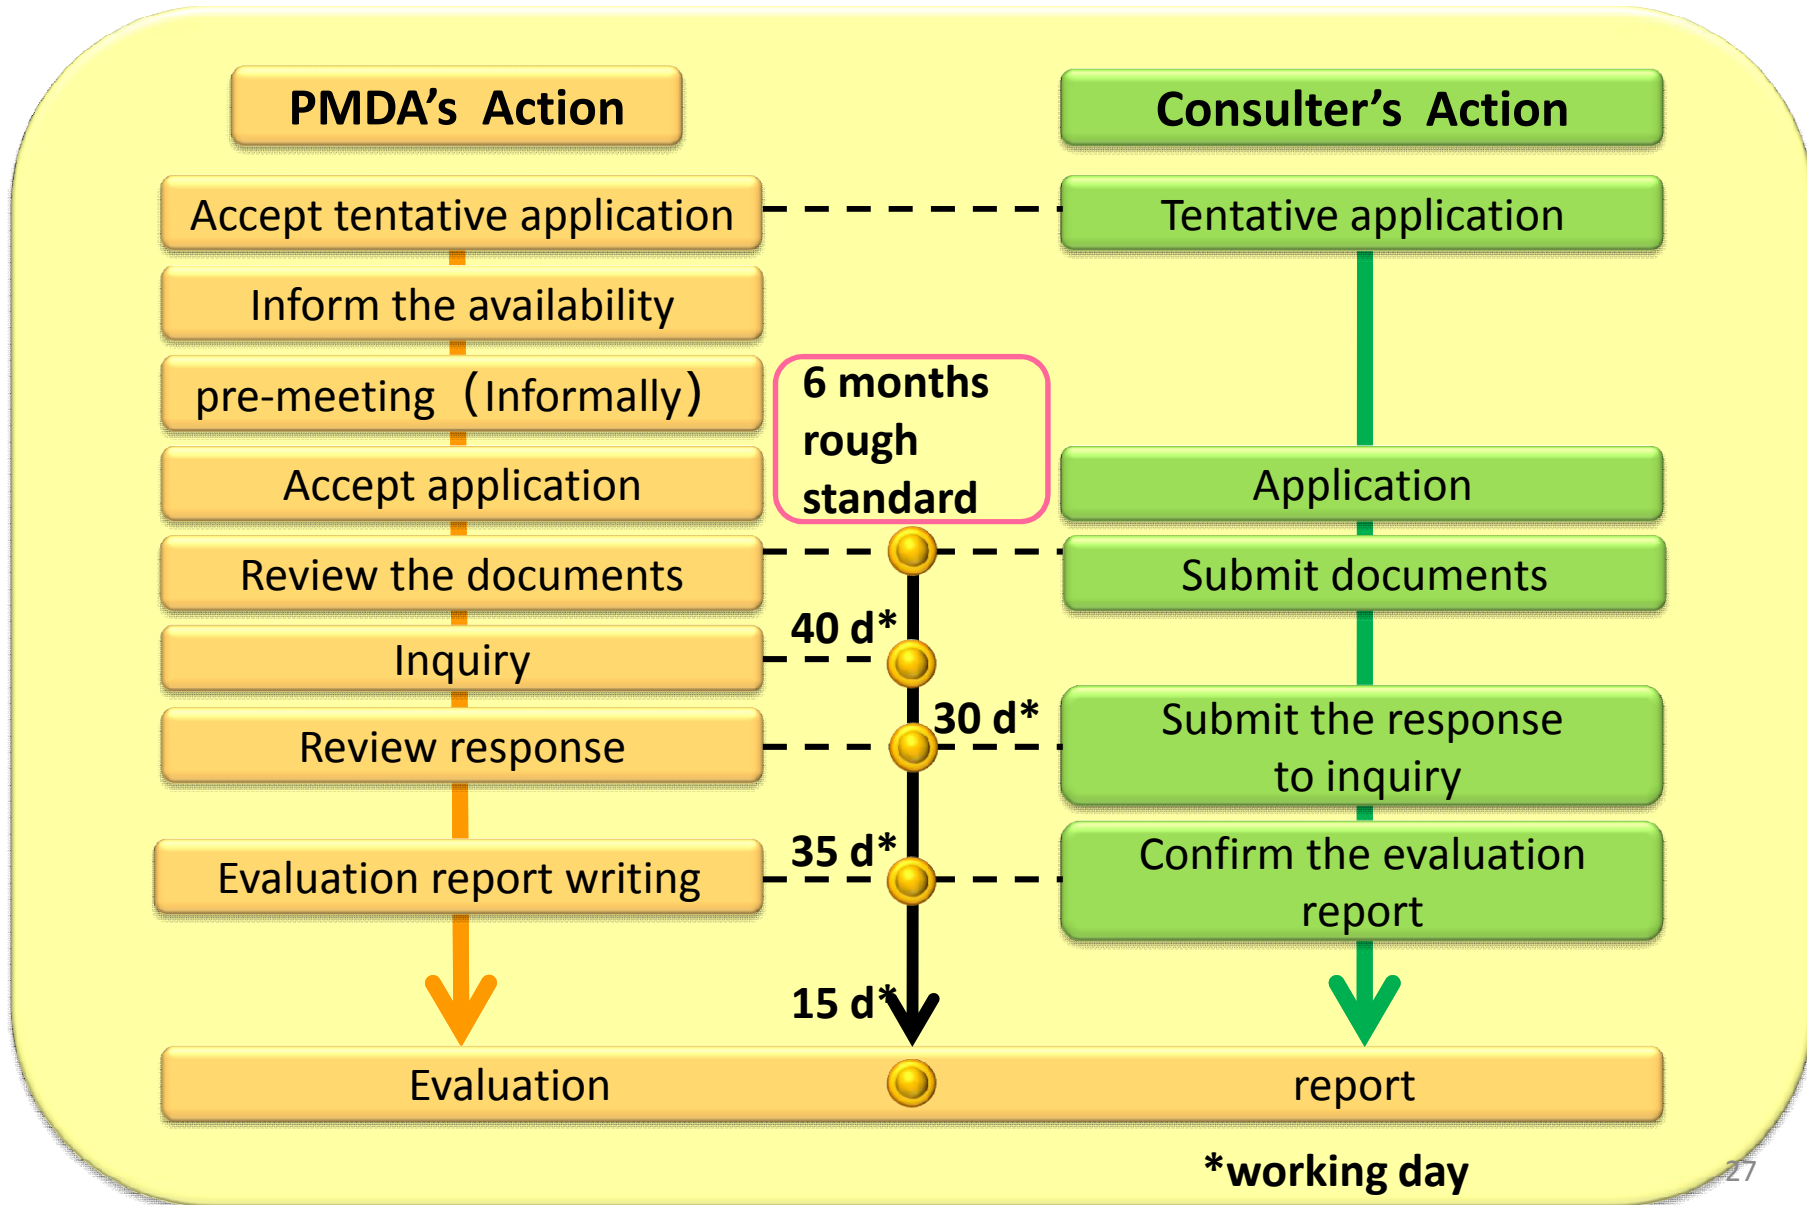 PMDA's Action
Consulter's Action
Accept tentative application
Tentative application
Inform the availability
pre-meeting （Informally）
6 months
rough
standard
Accept application
Application
Review the documents
Submit documents
40 d*
Inquiry
30 d*
Review response
Submit the response
to inquiry
35 d*
Evaluation report writing
Confirm the evaluation
report
15 d*
Evaluation report
*working day
27